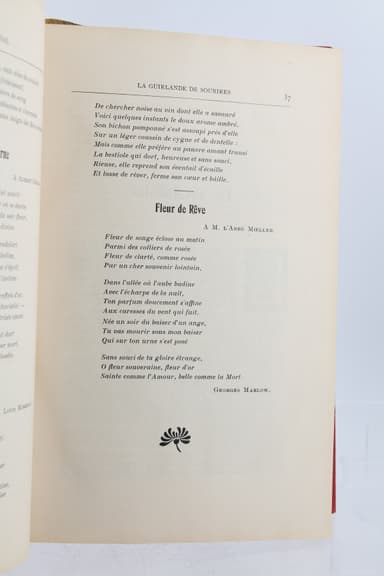 LA GUIRLANDE DE SOURIRES
37
De chercher noise au vin dont elle a savouré
Voici quelques instants le doux arome ambré.
Son bichon pomponné s'est assoupi près d'elle
Sur un léger coussin de cygne et de dentelle :
Mais comme elle préfère au pauvre amant transi
La bestiole qui dort, heureuse et sans souci,
Rieuse, elle reprend son éventail d'écaille
Et lasse de rêver, ferme son cœur et bâille.
Fleur de Rêve
A M. L'ABBÉ MŒLLER
Fleur de songe éclose au matin
Parmi des colliers de rosée
Fleur de clarté, comme rosée
Par un cher souvenir lointain,
Dans l'allée où l'aube badine
Avec l'écharpe de la nuit,
Ton parfum doucement s'affine
Aux caresses du vent qui fuit.
Née un soir du baiser d'un ange,
Tu vas mourir sous mon baiser
Qui sur ton urne s'est posé
Sans souci de ta gloire étrange,
O fleur souveraine, fleur d'or
Sainte comme l'Amour, belle comme la Mort
GEORGES MARLOW.